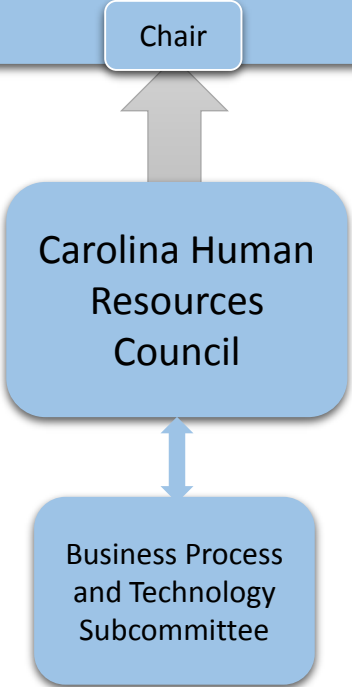 Chair
Carolina Human
Resources
Council
Business Process
and Technology
Subcommittee